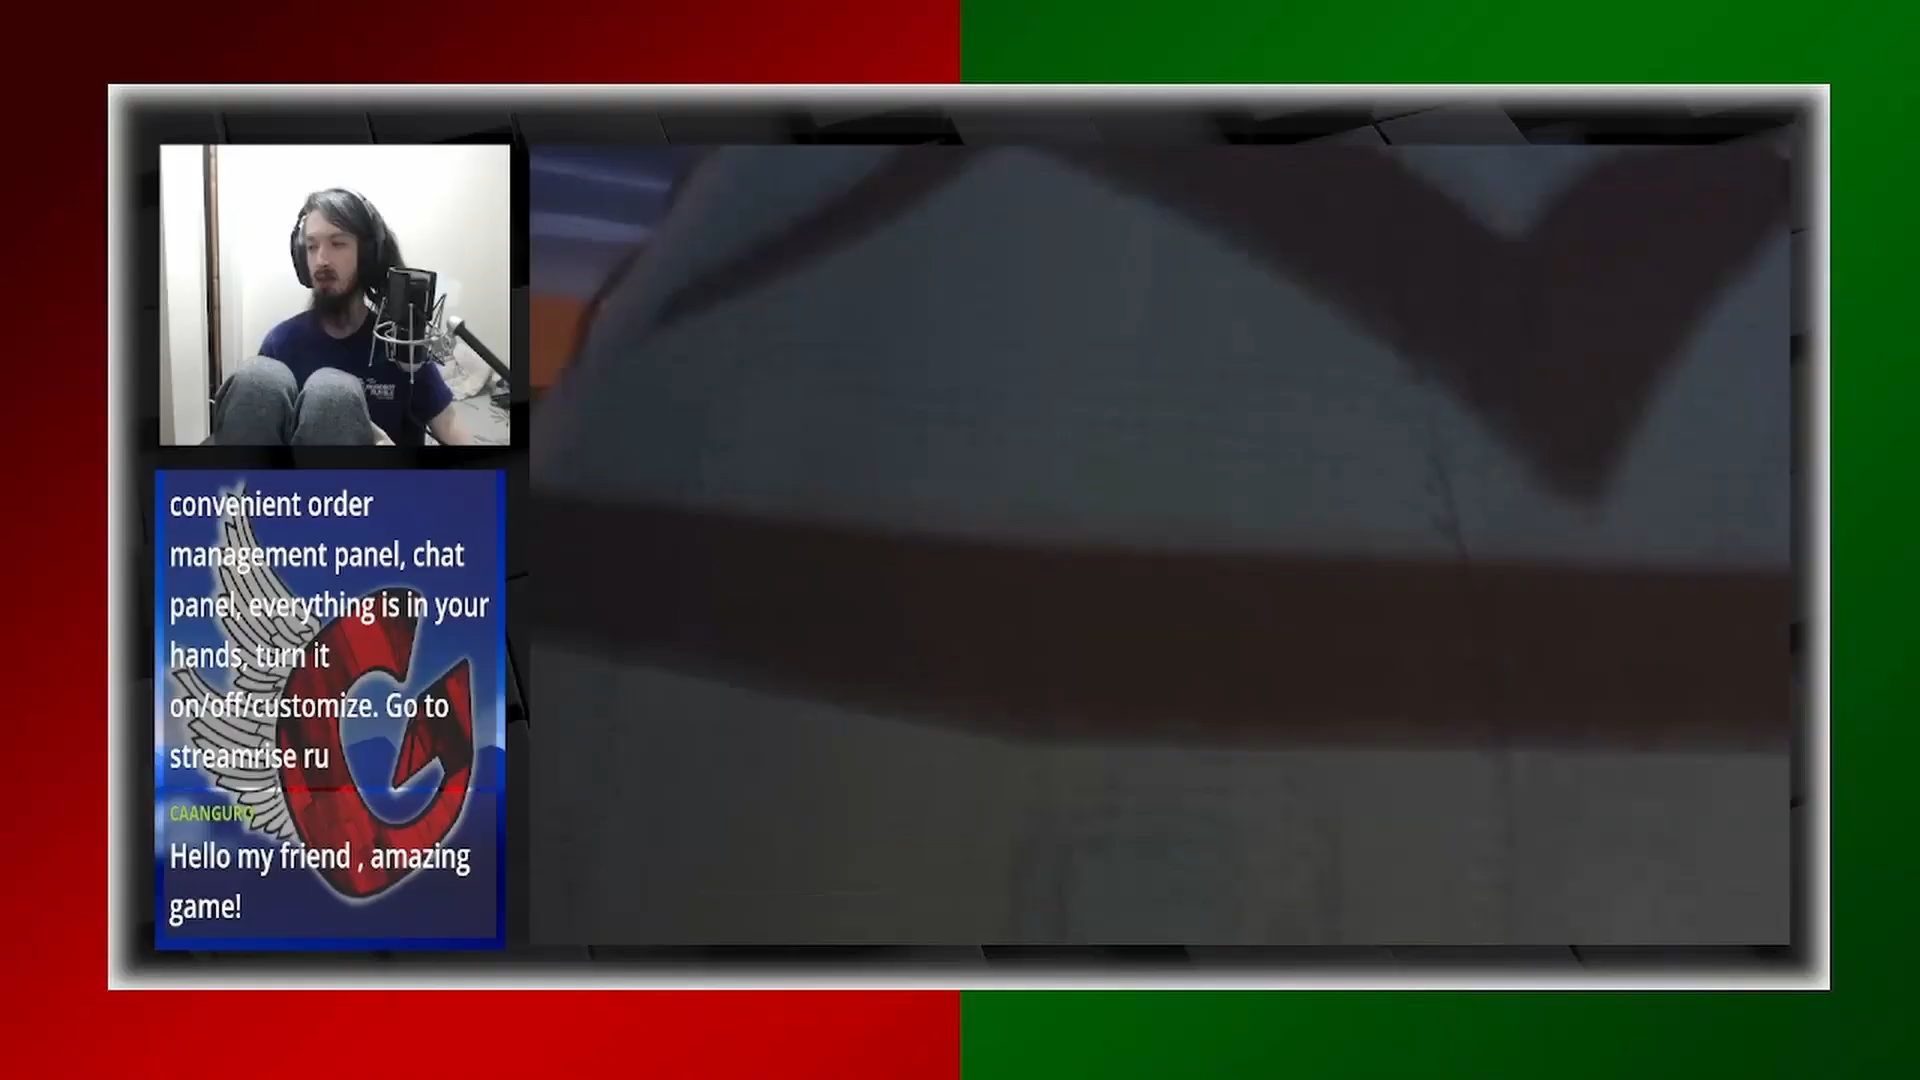 convenient order
management panel, chat
panel, everything is in your
hands, turn it
on/off/customize. Go to
streamrise ru
CAANGURO
Hello my friend , amazing
game!